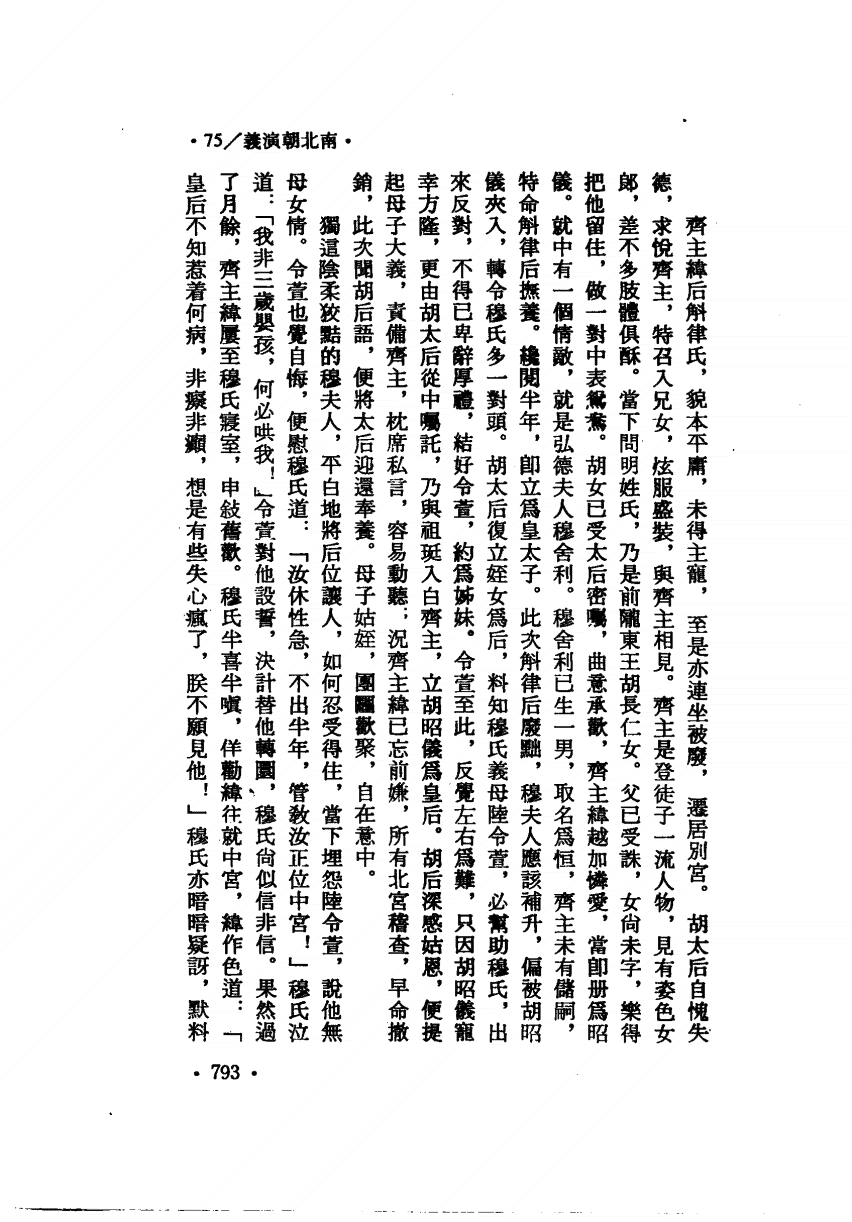 •南北朝演義/75•
齊主緯后斛律氏，貌本平庸，未得主寵，至是亦連坐被廢，遷居別宮。胡太后自愧失
德，求悅齊主，特召入兄女，炫服盛裝，與齊主相見。齊主是登徒子一流人物，見有姿色女
郎，差不多肢體俱酥。當下問明姓氏，乃是前隴東王胡長仁女。父已受誅，女尙未字，樂得
把他留住，做一對中表鴛鴦。胡女已受太后密囑，曲意承歡，齊主緯越加憐愛，當卽册爲昭
儀。就中有一個情敵，就是弘德夫人穆舍利。穆舍利已生一男，取名爲恒，齊主未有儲嗣，
特命斛律后撫養。纔閱半年，卽立爲皇太子。此次斛律后廢黜，穆夫人應該補升，偏被胡昭
儀夾入，轉令穆氏多一對頭。胡太后復立姪女爲后，料知穆氏義母陸令萱，必幫助穆氏，出
來反對，不得已卑辭厚禮，結好令萱，約爲姊妹。令萱至此，反覺左右爲難，只因胡昭儀寵
幸方隆，更由胡太后從中囑託，乃與祖珽入白齊主，立胡昭儀爲皇后。胡后深感姑恩，便提
起母子大義，責備齊主，枕席私言，容易動聽；況齊主緯已忘前嫌，所有北宮稽查，早命撤
銷，此次聞胡后語，便將太后迎還奉養。母子姑姪，團圞歡聚，自在意中。
獨這陰柔狡黠的穆夫人，平白地將后位讓人，如何忍受得住，當下埋怨陸令萱，說他無
母女情。令萱也覺自悔，便慰穆氏道：「汝休性急，不出半年，管敎汝正位中宮！」穆氏泣
道：「我非三歲嬰孩，何必哄我！」令萱對他設誓，決計替他轉圜，穆氏尙似信非信。果然過
了月餘，齊主緯屢至穆氏寢室，申敍舊歡。穆氏半喜半嗔，佯勸緯往就中宮，緯作色道：「
皇后不知惹着何病，非癡非癲，想是有些失心瘋了，朕不願見他！」穆氏亦暗暗疑訝，默料
•793•